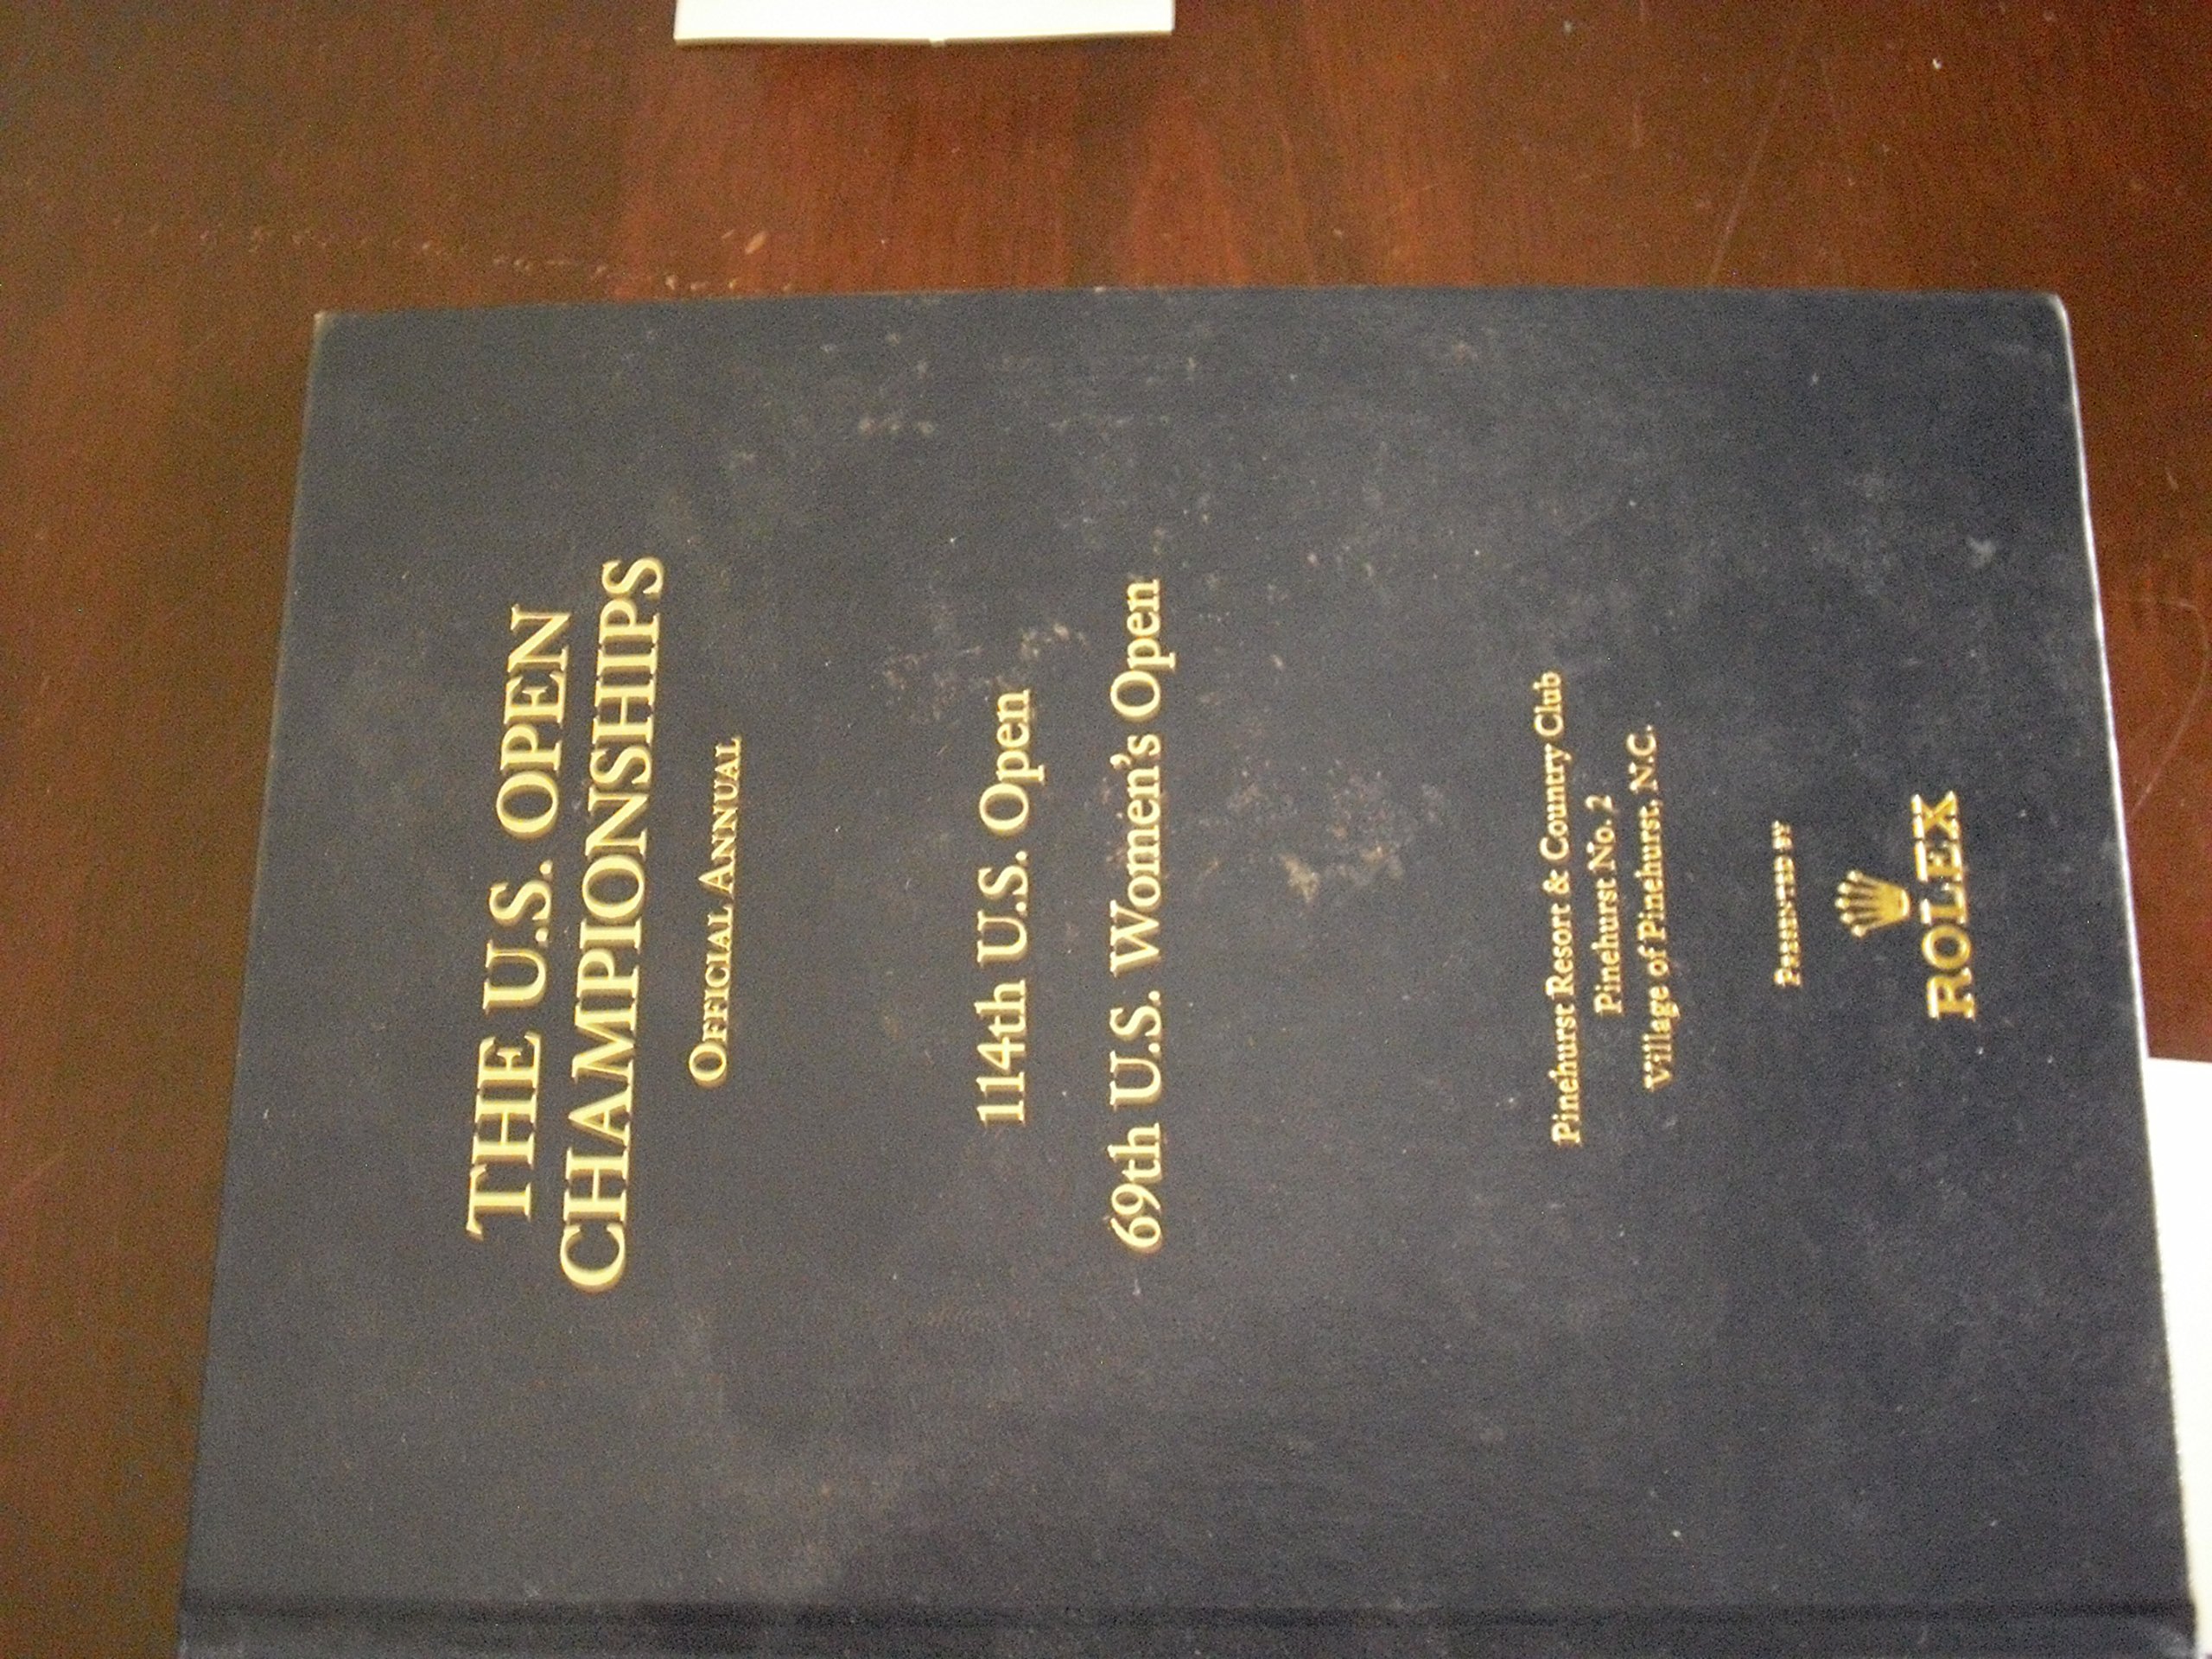 THE U.S. OPEN
CHAMPIONSHIPS
OFFICIAL ANNUAL
114th U.S. Open
69th U.S. Women's Open
Pinehurst Resort & Country Club
Pinehurst No. 2
Village of Pinehurst, N.C.
PRESENTED BY
ROLEX